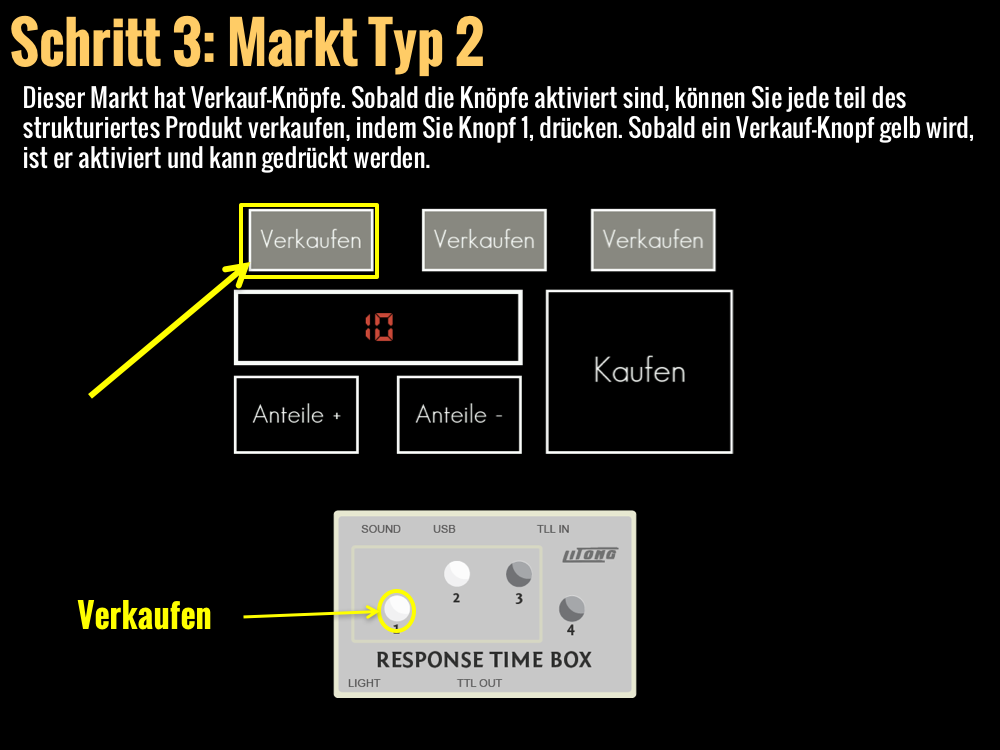 Schritt 3: Markt Typ 2
Dieser Markt hat Verkauf-Knöpfe. Sobald die Knöpfe aktiviert sind, können Sie jede teil des
strukturiertes Produkt verkaufen, indem Sie Knopf 1, drücken. Sobald ein Verkauf-Knopf gelb wird,
ist er aktiviert und kann gedrückt werden.
Verkaufen Verkaufen Verkaufen
10
Kaufen
Anteile + Anteile -
SOUND USB TLL IN
LiTONG
2 3
Verkaufen
1 4
RESPONSE TIME BOX
LIGHT TTL OUT